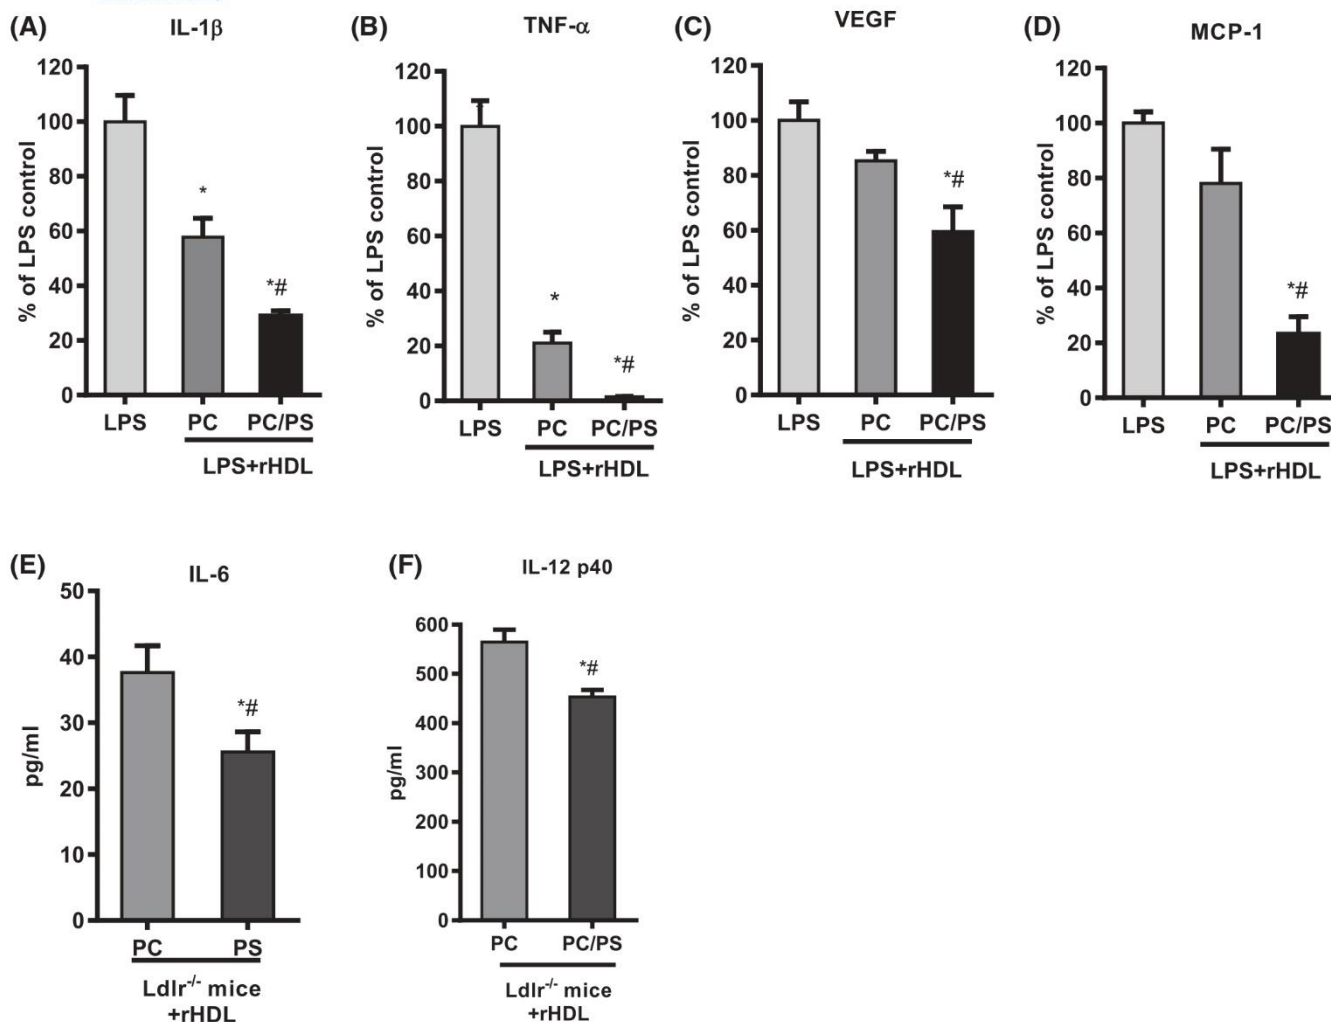 (A) IL-1β
% of LPS control
120
100
80
60
40
20
0
*
*#
LPS PC PC/PS
LPS+rHDL
(B) TNF-α
% of LPS control
120
100
80
60
40
20
0
*
*#
LPS PC PC/PS
LPS+rHDL
(C) VEGF
% of LPS control
120
100
80
60
40
20
0
*#
LPS PC PC/PS
LPS+rHDL
(D) MCP-1
% of LPS control
120
100
80
60
40
20
0
*#
LPS PC PC/PS
LPS+rHDL
(E) IL-6
pg/ml
50
40
30
20
10
0
*#
PC PS
Ldlr⁻/⁻ mice
+rHDL
(F) IL-12 p40
pg/ml
600
500
400
300
200
100
0
*#
PC PC/PS
Ldlr⁻/⁻ mice
+rHDL